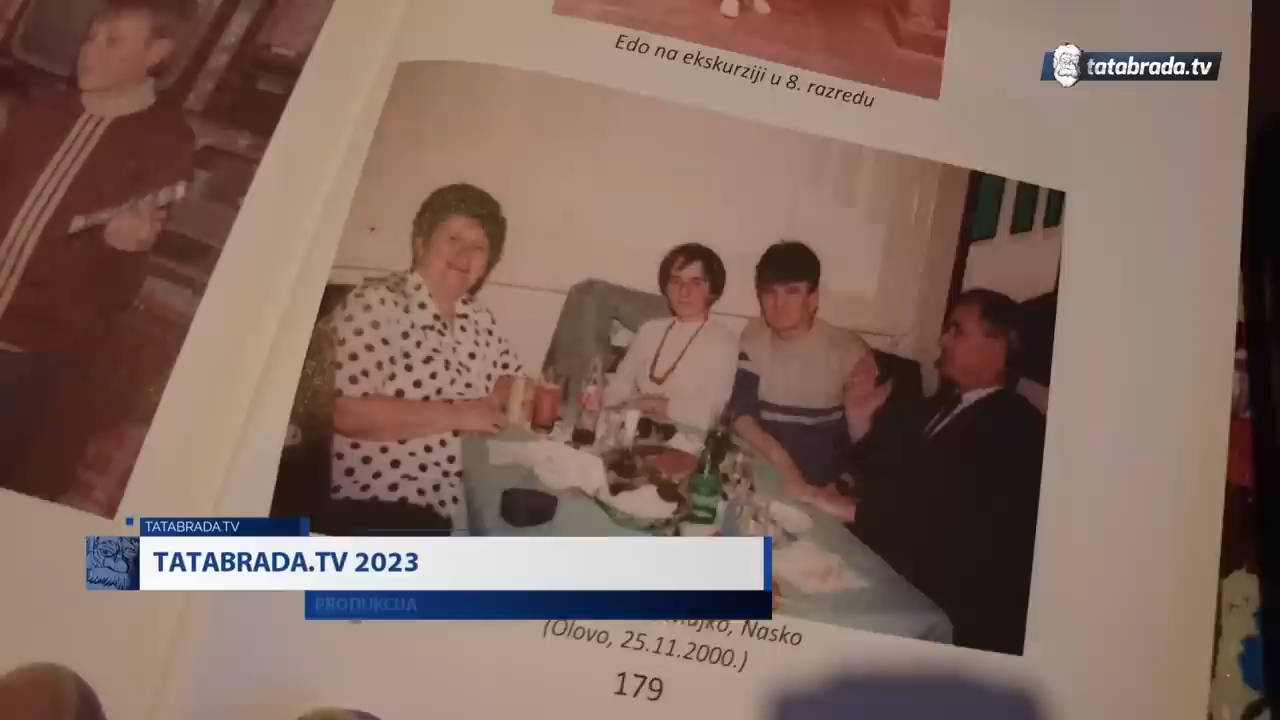 Edo na ekskurziji u 8. razredu
tatabrada.tv
TATABRADA.TV
TATABRADA.TV 2023
PRODUKCIJA
Nasko
(Olovo, 25.11.2000.)
179